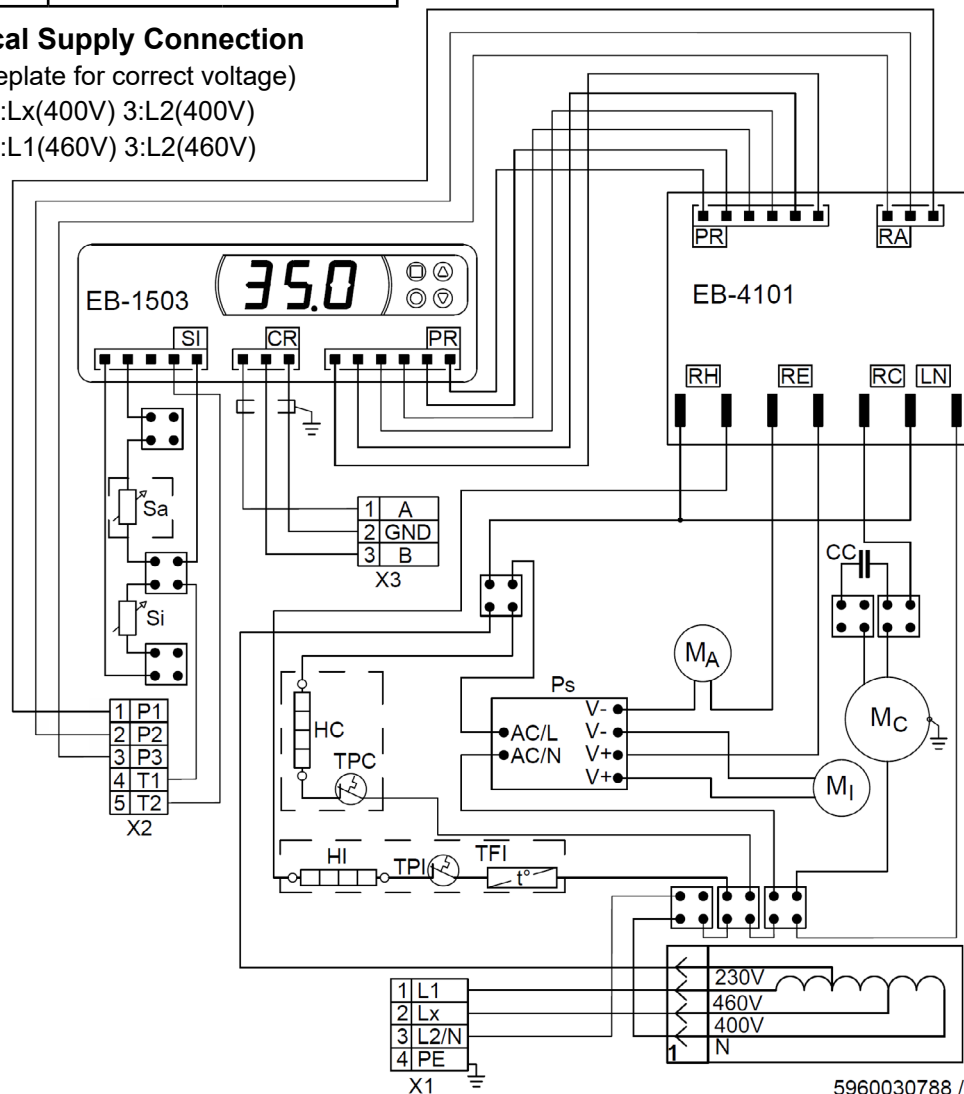 cal Supply Connection
eplate for correct voltage)
:Lx(400V) 3:L2(400V)
:L1(460V) 3:L2(460V)
PR
RA
EB-4101
EB-1503
35.0
SI
CR
PR
RH
RE
RC
LN
Sa
1 A
2 GND
3 B
X3
CC
Si
MA
Ps
V-
V-
V+
V+
AC/L
AC/N
MC
MI
HC
TPC
1 P1
2 P2
3 P3
4 T1
5 T2
X2
HI
TPI
TFI
t°
230V
460V
400V
N
1
1 L1
2 Lx
3 L2/N
4 PE
X1
5960030788 /